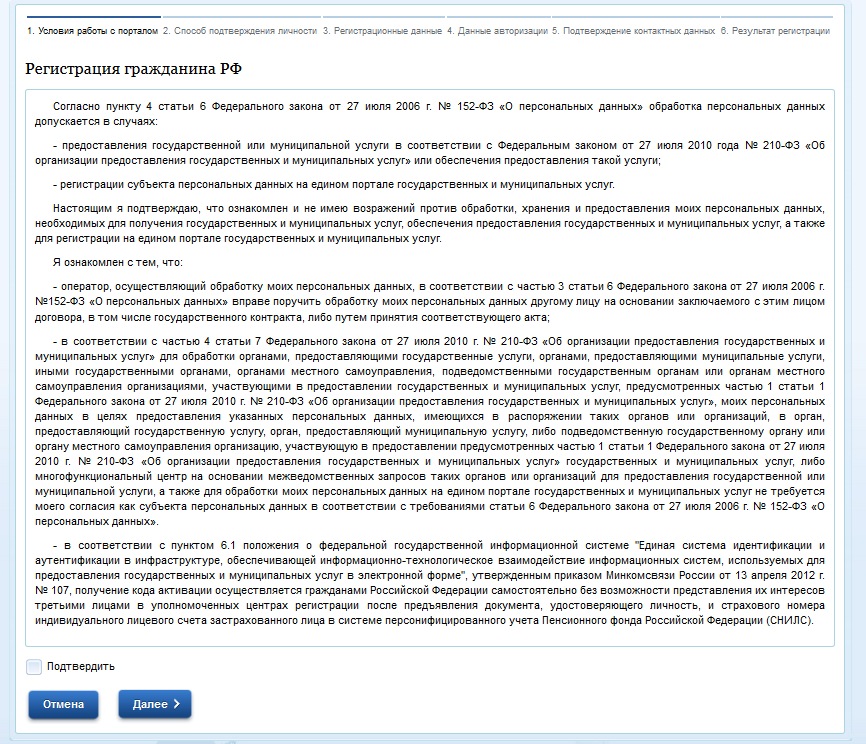 1. Условия работы с порталом 2. Способ подтверждения личности 3. Регистрационные данные 4. Данные авторизации 5. Подтверждение контактных данных 6. Результат регистрации
Регистрация гражданина РФ
Согласно пункту 4 статьи 6 Федерального закона от 27 июля 2006 г. № 152-ФЗ «О персональных данных» обработка персональных данных
допускается в случаях:
- предоставления государственной или муниципальной услуги в соответствии с Федеральным законом от 27 июля 2010 года № 210-ФЗ «Об
организации предоставления государственных и муниципальных услуг» или обеспечения предоставления такой услуги;
- регистрации субъекта персональных данных на едином портале государственных и муниципальных услуг.
Настоящим я подтверждаю, что ознакомлен и не имею возражений против обработки, хранения и предоставления моих персональных данных,
необходимых для получения государственных и муниципальных услуг, обеспечения предоставления государственных и муниципальных услуг, а также
для регистрации на едином портале государственных и муниципальных услуг.
Я ознакомлен с тем, что:
- оператор, осуществляющий обработку моих персональных данных, в соответствии с частью 3 статьи 6 Федерального закона от 27 июля 2006 г.
№152-ФЗ «О персональных данных» вправе поручить обработку моих персональных данных другому лицу на основании заключаемого с этим лицом
договора, в том числе государственного контракта, либо путем принятия соответствующего акта;
- в соответствии с частью 4 статьи 7 Федерального закона от 27 июля 2010 г. № 210-ФЗ «Об организации предоставления государственных и
муниципальных услуг» для обработки органами, предоставляющими государственные услуги, органами, предоставляющими муниципальные услуги,
иными государственными органами, органами местного самоуправления, подведомственными государственным органам или органам местного
самоуправления организациями, участвующими в предоставлении государственных и муниципальных услуг, предусмотренных частью 1 статьи 1
Федерального закона от 27 июля 2010 г. № 210-ФЗ «Об организации предоставления государственных и муниципальных услуг», моих персональных
данных в целях предоставления указанных персональных данных, имеющихся в распоряжении таких органов или организаций, в орган,
предоставляющий государственную услугу, орган, предоставляющий муниципальную услугу, либо подведомственную государственному органу или
органу местного самоуправления организацию, участвующую в предоставлении предусмотренных частью 1 статьи 1 Федерального закона от 27 июля
2010 г. № 210-ФЗ «Об организации предоставления государственных и муниципальных услуг» государственных и муниципальных услуг, либо
многофункциональный центр на основании межведомственных запросов таких органов или организаций для предоставления государственной или
муниципальной услуги, а также для обработки моих персональных данных на едином портале государственных и муниципальных услуг не требуется
моего согласия как субъекта персональных данных в соответствии с требованиями статьи 6 Федерального закона от 27 июля 2006 г. № 152-ФЗ «О
персональных данных».
- в соответствии с пунктом 6.1 положения о федеральной государственной информационной системе "Единая система идентификации и
аутентификации в инфраструктуре, обеспечивающей информационно-технологическое взаимодействие информационных систем, используемых для
предоставления государственных и муниципальных услуг в электронной форме", утвержденным приказом Минкомсвязи России от 13 апреля 2012 г.
№ 107, получение кода активации осуществляется гражданами Российской Федерации самостоятельно без возможности представления их интересов
третьими лицами в уполномоченных центрах регистрации после предъявления документа, удостоверяющего личность, и страхового номера
индивидуального лицевого счета застрахованного лица в системе персонифицированного учета Пенсионного фонда Российской Федерации (СНИЛС).
Подтвердить
Отмена Далее